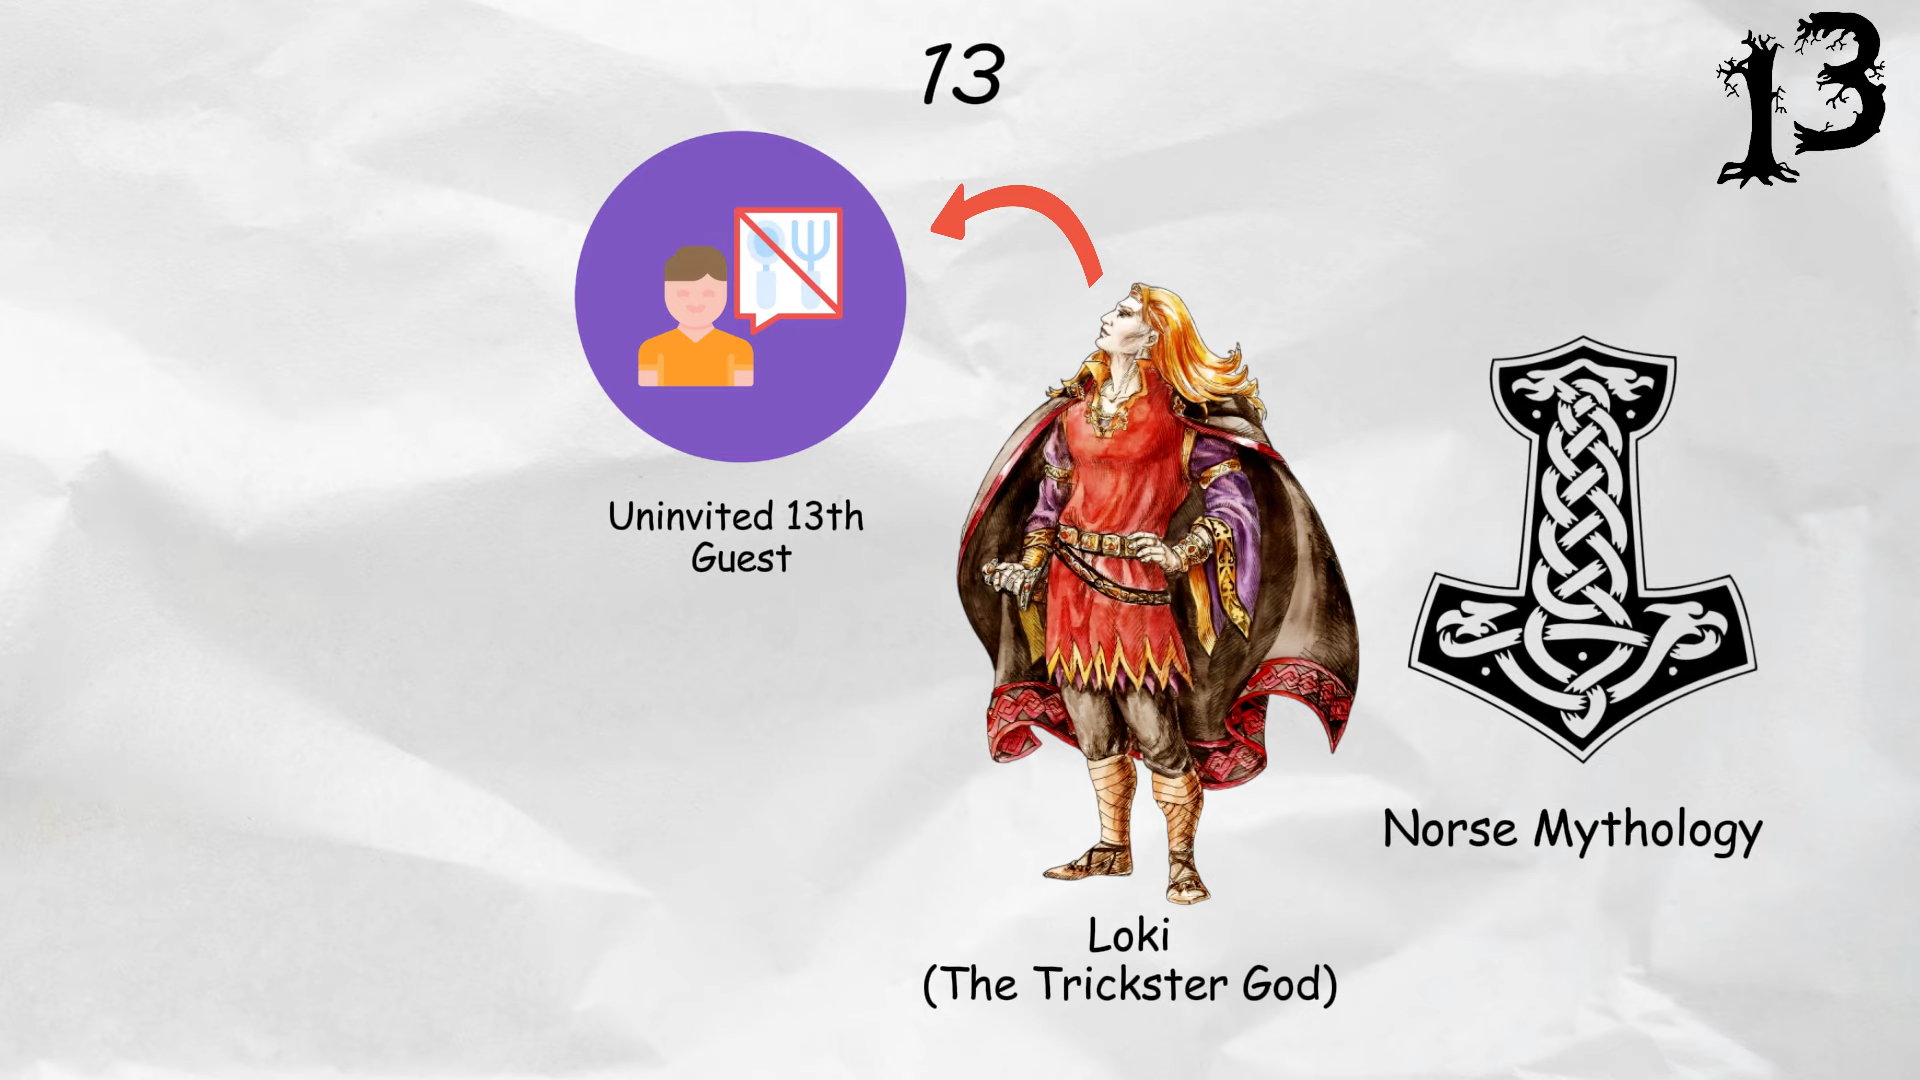 13
13
Uninvited 13th
Guest
Norse Mythology
Loki
(The Trickster God)